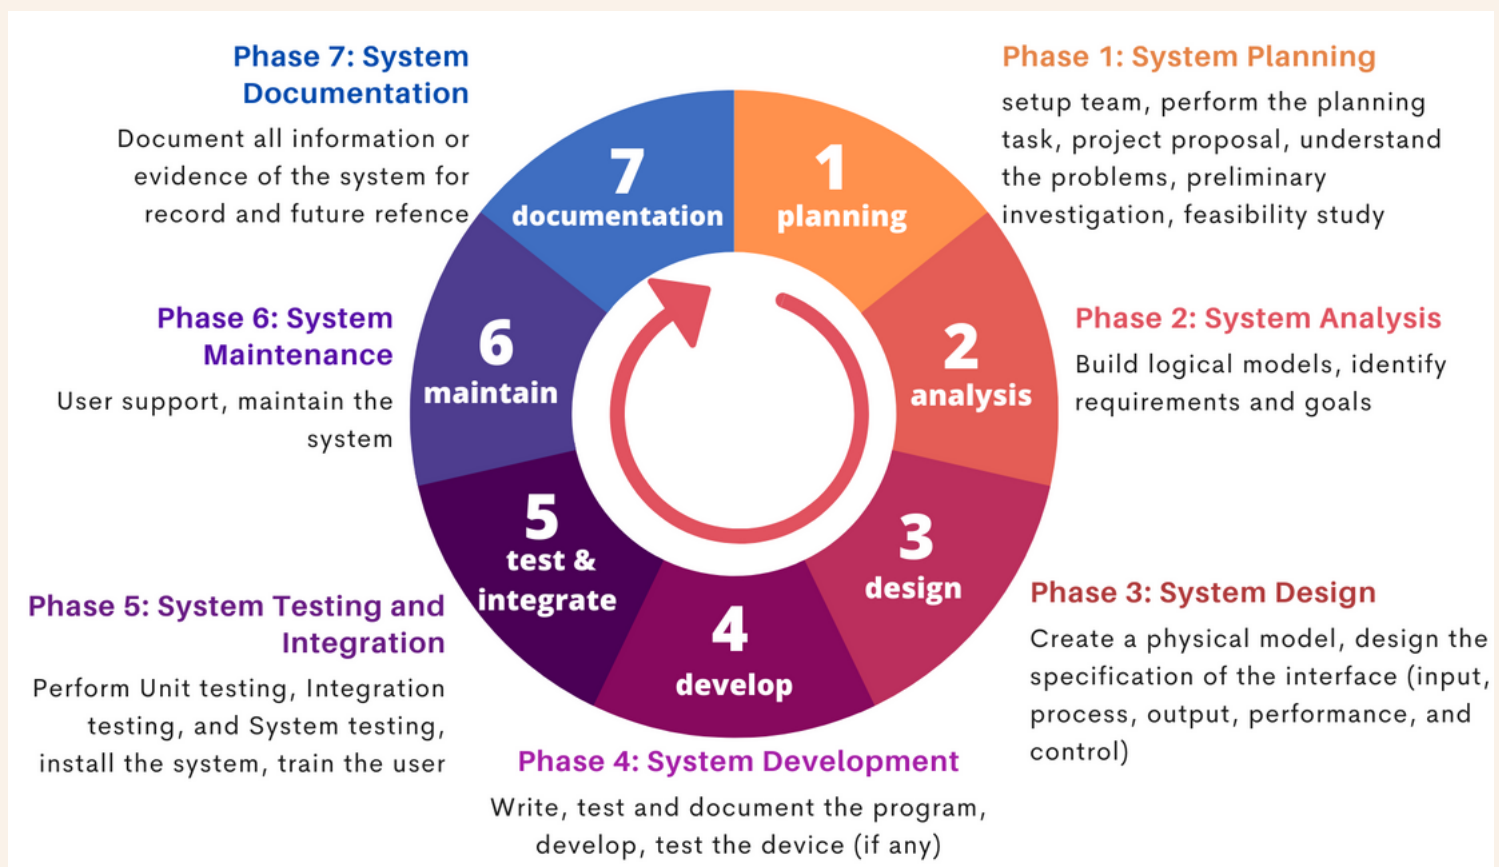 Phase 1: System Planning
setup team, perform the planning
task, project proposal, understand
the problems, preliminary
investigation, feasibility study
Phase 2: System Analysis
Build logical models, identify
requirements and goals
Phase 3: System Design
Create a physical model, design the
specification of the interface (input,
process, output, performance, and
control)
Phase 4: System Development
Write, test and document the program,
develop, test the device (if any)
Phase 5: System Testing and
Integration
Perform Unit testing, Integration
testing, and System testing,
install the system, train the user
Phase 6: System
Maintenance
User support, maintain the
system
Phase 7: System
Documentation
Document all information or
evidence of the system for
record and future refence
1
planning
2
analysis
3
design
4
develop
5
test &
integrate
6
maintain
7
documentation